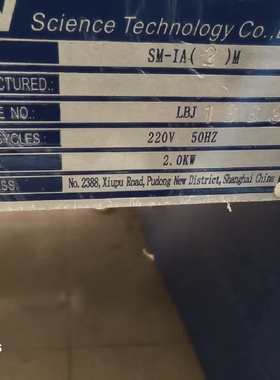 Science Technology Co.,L
SM-IA(2)M
CTURED.:
E NO.: LBJ
CYCLES: 220V 50HZ
2.0KW
ESS. No. 2388, Xiupu Road, Pudong New District, Shanghai China